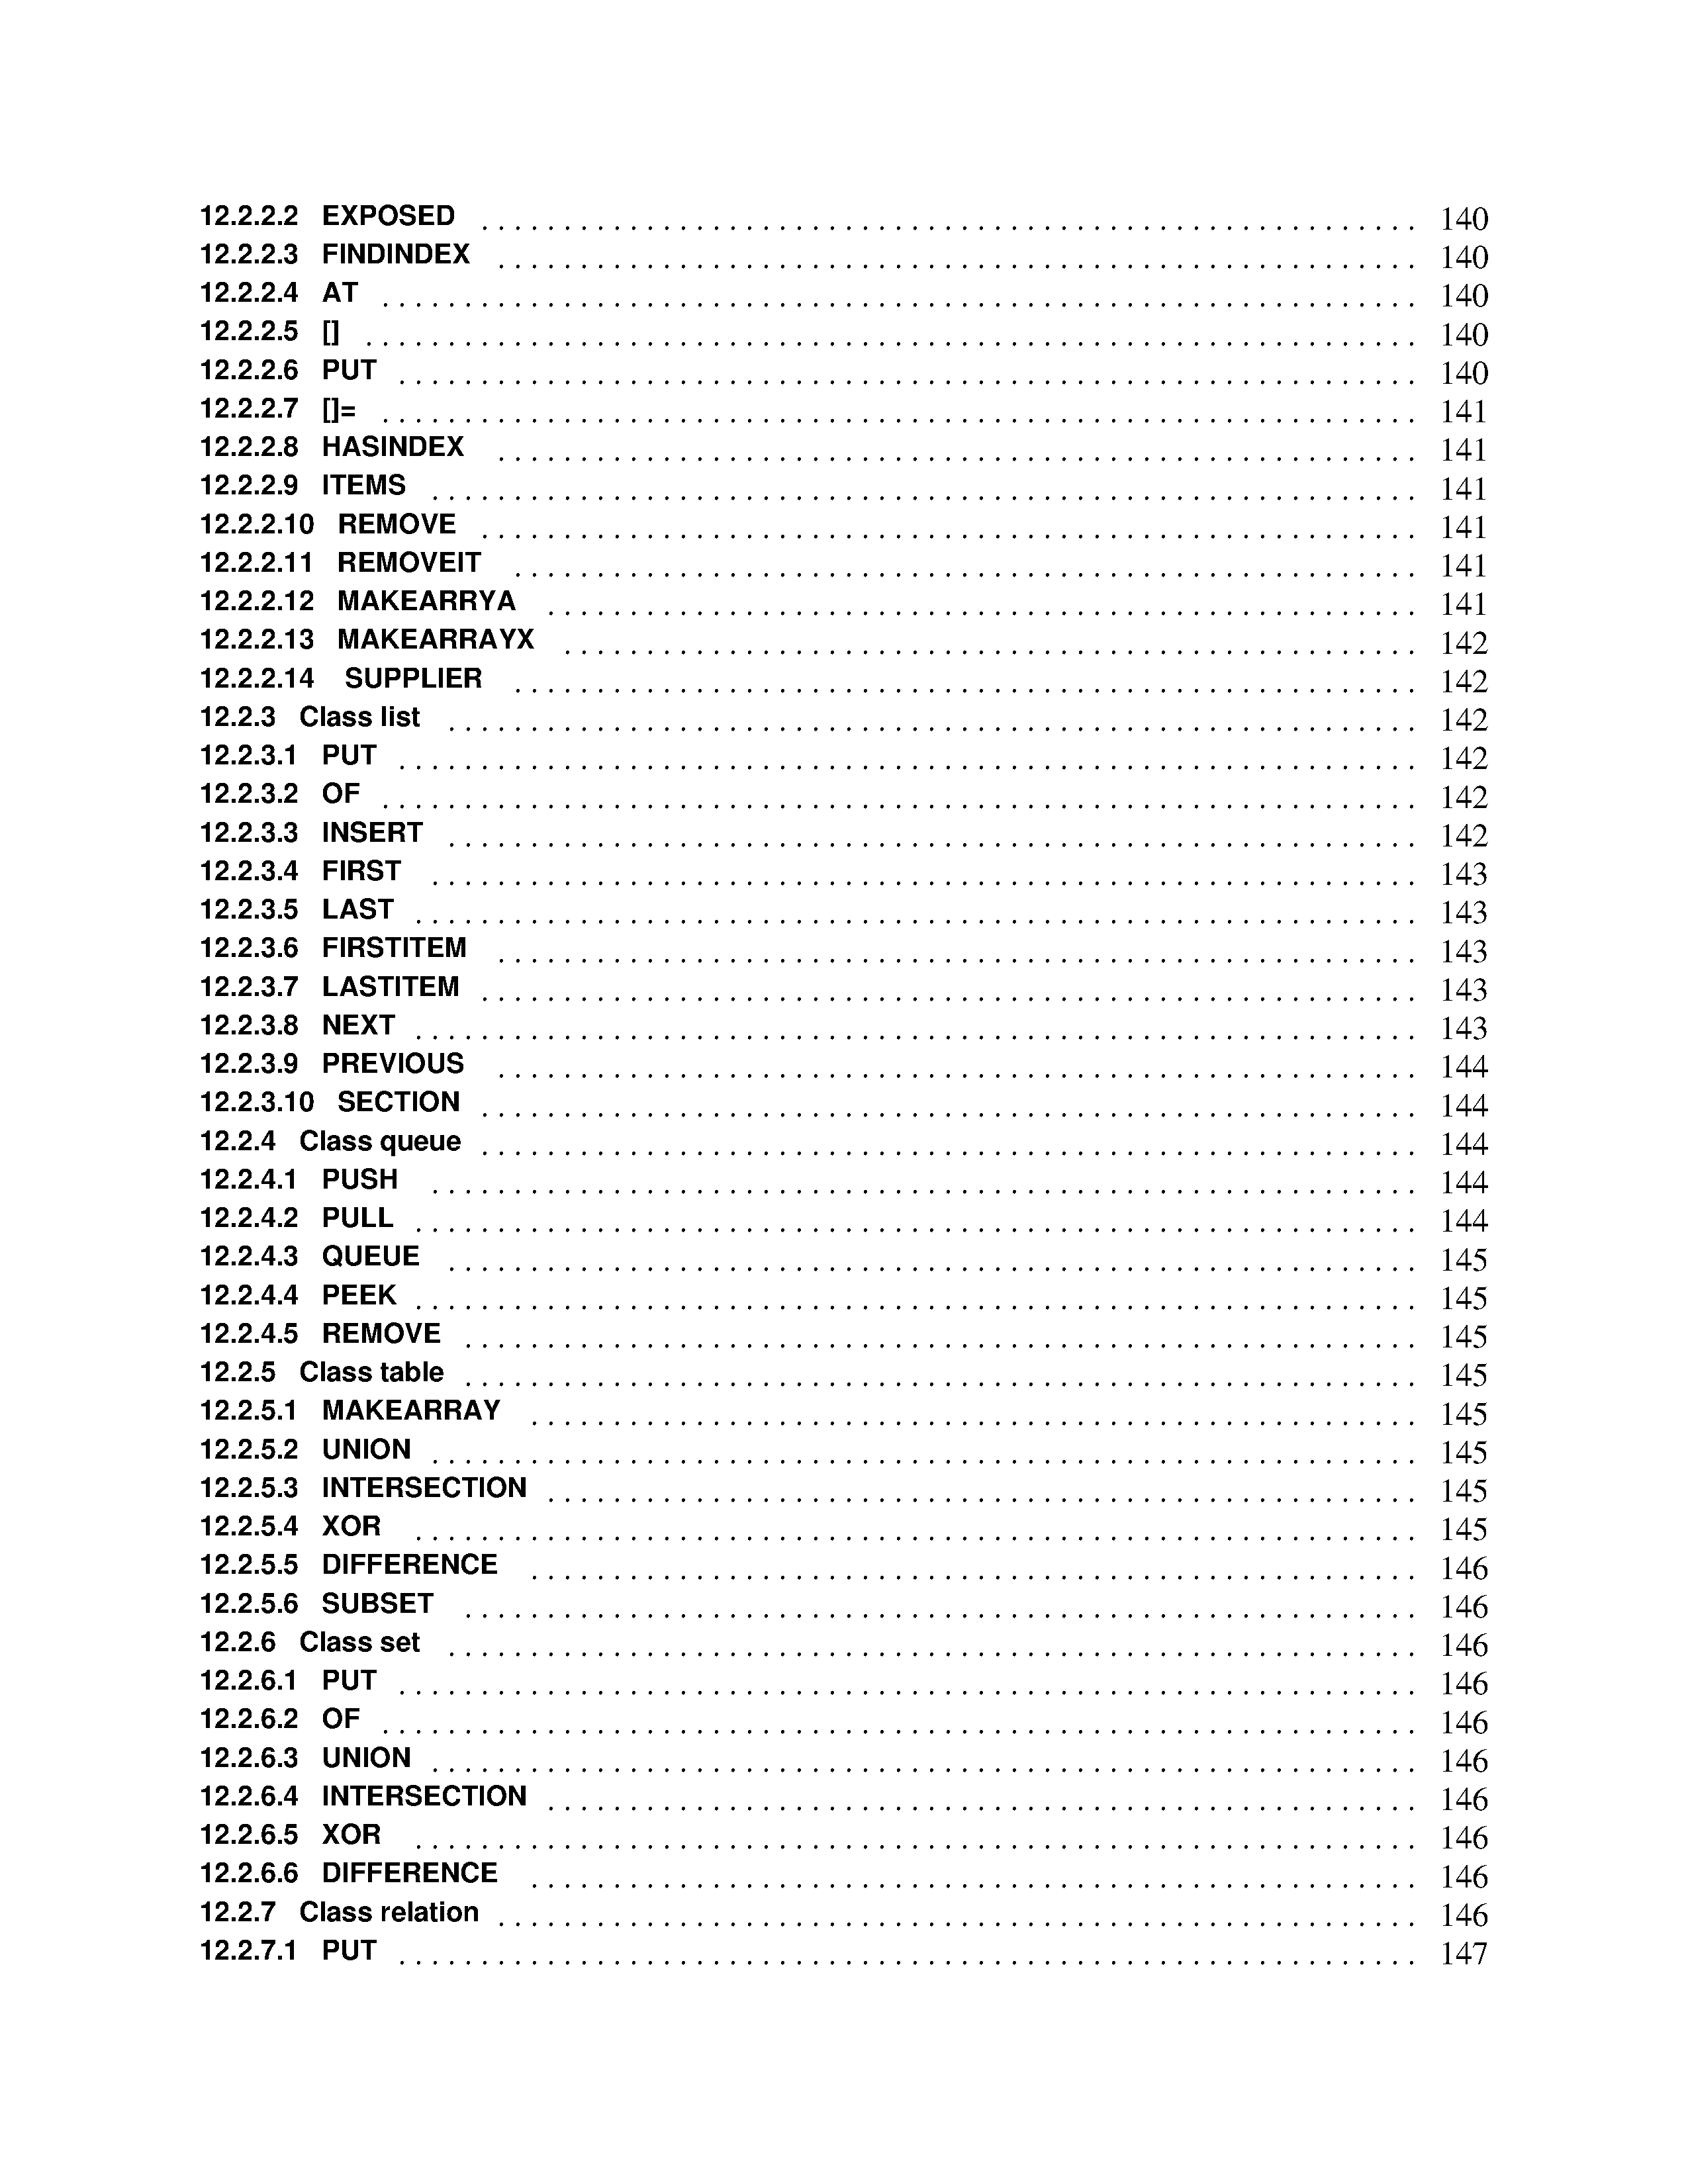 12.2.2.2 EXPOSED . . . . . . . . . . . . . . . . . . . . . . . . . . . . . . . . . . . . . . . . . . . . . . . . . . . . . . . . . 140
12.2.2.3 FINDINDEX . . . . . . . . . . . . . . . . . . . . . . . . . . . . . . . . . . . . . . . . . . . . . . . . . . . . . . . . 140
12.2.2.4 AT . . . . . . . . . . . . . . . . . . . . . . . . . . . . . . . . . . . . . . . . . . . . . . . . . . . . . . . . . . . . . . . 140
12.2.2.5 [] . . . . . . . . . . . . . . . . . . . . . . . . . . . . . . . . . . . . . . . . . . . . . . . . . . . . . . . . . . . . . . . . 140
12.2.2.6 PUT . . . . . . . . . . . . . . . . . . . . . . . . . . . . . . . . . . . . . . . . . . . . . . . . . . . . . . . . . . . . . . 140
12.2.2.7 []= . . . . . . . . . . . . . . . . . . . . . . . . . . . . . . . . . . . . . . . . . . . . . . . . . . . . . . . . . . . . . . . 141
12.2.2.8 HASINDEX . . . . . . . . . . . . . . . . . . . . . . . . . . . . . . . . . . . . . . . . . . . . . . . . . . . . . . . . 141
12.2.2.9 ITEMS . . . . . . . . . . . . . . . . . . . . . . . . . . . . . . . . . . . . . . . . . . . . . . . . . . . . . . . . . . . . 141
12.2.2.10 REMOVE . . . . . . . . . . . . . . . . . . . . . . . . . . . . . . . . . . . . . . . . . . . . . . . . . . . . . . . . . 141
12.2.2.11 REMOVEIT . . . . . . . . . . . . . . . . . . . . . . . . . . . . . . . . . . . . . . . . . . . . . . . . . . . . . . . 141
12.2.2.12 MAKEARRYA . . . . . . . . . . . . . . . . . . . . . . . . . . . . . . . . . . . . . . . . . . . . . . . . . . . . . 141
12.2.2.13 MAKEARRAYX . . . . . . . . . . . . . . . . . . . . . . . . . . . . . . . . . . . . . . . . . . . . . . . . . . . . 142
12.2.2.14 SUPPLIER . . . . . . . . . . . . . . . . . . . . . . . . . . . . . . . . . . . . . . . . . . . . . . . . . . . . . . . 142
12.2.3 Class list . . . . . . . . . . . . . . . . . . . . . . . . . . . . . . . . . . . . . . . . . . . . . . . . . . . . . . . . . . . 142
12.2.3.1 PUT . . . . . . . . . . . . . . . . . . . . . . . . . . . . . . . . . . . . . . . . . . . . . . . . . . . . . . . . . . . . . . 142
12.2.3.2 OF . . . . . . . . . . . . . . . . . . . . . . . . . . . . . . . . . . . . . . . . . . . . . . . . . . . . . . . . . . . . . . . 142
12.2.3.3 INSERT . . . . . . . . . . . . . . . . . . . . . . . . . . . . . . . . . . . . . . . . . . . . . . . . . . . . . . . . . . . 142
12.2.3.4 FIRST . . . . . . . . . . . . . . . . . . . . . . . . . . . . . . . . . . . . . . . . . . . . . . . . . . . . . . . . . . . . 143
12.2.3.5 LAST . . . . . . . . . . . . . . . . . . . . . . . . . . . . . . . . . . . . . . . . . . . . . . . . . . . . . . . . . . . . . 143
12.2.3.6 FIRSTITEM . . . . . . . . . . . . . . . . . . . . . . . . . . . . . . . . . . . . . . . . . . . . . . . . . . . . . . . . 143
12.2.3.7 LASTITEM . . . . . . . . . . . . . . . . . . . . . . . . . . . . . . . . . . . . . . . . . . . . . . . . . . . . . . . . . 143
12.2.3.8 NEXT . . . . . . . . . . . . . . . . . . . . . . . . . . . . . . . . . . . . . . . . . . . . . . . . . . . . . . . . . . . . . 143
12.2.3.9 PREVIOUS . . . . . . . . . . . . . . . . . . . . . . . . . . . . . . . . . . . . . . . . . . . . . . . . . . . . . . . . 144
12.2.3.10 SECTION . . . . . . . . . . . . . . . . . . . . . . . . . . . . . . . . . . . . . . . . . . . . . . . . . . . . . . . . . 144
12.2.4 Class queue . . . . . . . . . . . . . . . . . . . . . . . . . . . . . . . . . . . . . . . . . . . . . . . . . . . . . . . . . 144
12.2.4.1 PUSH . . . . . . . . . . . . . . . . . . . . . . . . . . . . . . . . . . . . . . . . . . . . . . . . . . . . . . . . . . . . 144
12.2.4.2 PULL . . . . . . . . . . . . . . . . . . . . . . . . . . . . . . . . . . . . . . . . . . . . . . . . . . . . . . . . . . . . . 144
12.2.4.3 QUEUE . . . . . . . . . . . . . . . . . . . . . . . . . . . . . . . . . . . . . . . . . . . . . . . . . . . . . . . . . . . 145
12.2.4.4 PEEK . . . . . . . . . . . . . . . . . . . . . . . . . . . . . . . . . . . . . . . . . . . . . . . . . . . . . . . . . . . . . 145
12.2.4.5 REMOVE . . . . . . . . . . . . . . . . . . . . . . . . . . . . . . . . . . . . . . . . . . . . . . . . . . . . . . . . . . 145
12.2.5 Class table . . . . . . . . . . . . . . . . . . . . . . . . . . . . . . . . . . . . . . . . . . . . . . . . . . . . . . . . . . 145
12.2.5.1 MAKEARRAY . . . . . . . . . . . . . . . . . . . . . . . . . . . . . . . . . . . . . . . . . . . . . . . . . . . . . . 145
12.2.5.2 UNION . . . . . . . . . . . . . . . . . . . . . . . . . . . . . . . . . . . . . . . . . . . . . . . . . . . . . . . . . . . . 145
12.2.5.3 INTERSECTION . . . . . . . . . . . . . . . . . . . . . . . . . . . . . . . . . . . . . . . . . . . . . . . . . . . . . 145
12.2.5.4 XOR . . . . . . . . . . . . . . . . . . . . . . . . . . . . . . . . . . . . . . . . . . . . . . . . . . . . . . . . . . . . . 145
12.2.5.5 DIFFERENCE . . . . . . . . . . . . . . . . . . . . . . . . . . . . . . . . . . . . . . . . . . . . . . . . . . . . . . 146
12.2.5.6 SUBSET . . . . . . . . . . . . . . . . . . . . . . . . . . . . . . . . . . . . . . . . . . . . . . . . . . . . . . . . . . 146
12.2.6 Class set . . . . . . . . . . . . . . . . . . . . . . . . . . . . . . . . . . . . . . . . . . . . . . . . . . . . . . . . . . . 146
12.2.6.1 PUT . . . . . . . . . . . . . . . . . . . . . . . . . . . . . . . . . . . . . . . . . . . . . . . . . . . . . . . . . . . . . . 146
12.2.6.2 OF . . . . . . . . . . . . . . . . . . . . . . . . . . . . . . . . . . . . . . . . . . . . . . . . . . . . . . . . . . . . . . . 146
12.2.6.3 UNION . . . . . . . . . . . . . . . . . . . . . . . . . . . . . . . . . . . . . . . . . . . . . . . . . . . . . . . . . . . . 146
12.2.6.4 INTERSECTION . . . . . . . . . . . . . . . . . . . . . . . . . . . . . . . . . . . . . . . . . . . . . . . . . . . . . 146
12.2.6.5 XOR . . . . . . . . . . . . . . . . . . . . . . . . . . . . . . . . . . . . . . . . . . . . . . . . . . . . . . . . . . . . . 146
12.2.6.6 DIFFERENCE . . . . . . . . . . . . . . . . . . . . . . . . . . . . . . . . . . . . . . . . . . . . . . . . . . . . . . 146
12.2.7 Class relation . . . . . . . . . . . . . . . . . . . . . . . . . . . . . . . . . . . . . . . . . . . . . . . . . . . . . . . . 146
12.2.7.1 PUT . . . . . . . . . . . . . . . . . . . . . . . . . . . . . . . . . . . . . . . . . . . . . . . . . . . . . . . . . . . . . . 147